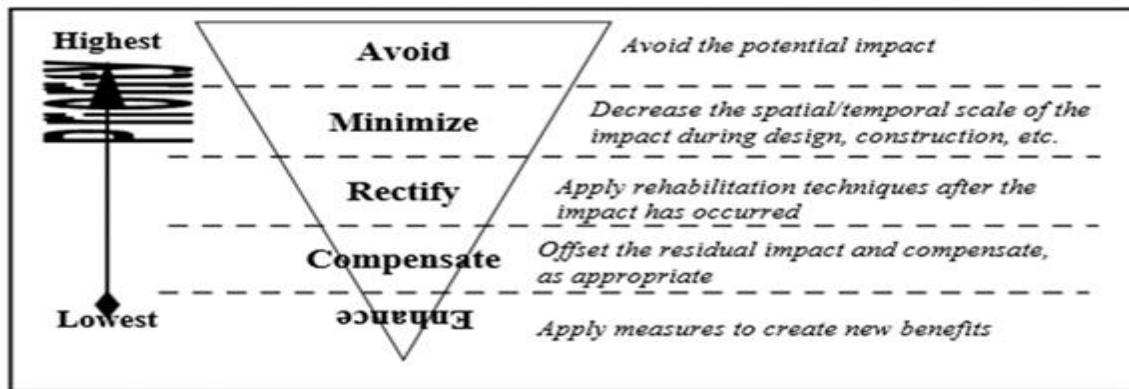 Highest
Avoid
Avoid the potential impact
Minimize
Decrease the spatial/temporal scale of the
impact during design, construction, etc.
Rectify
Apply rehabilitation techniques after the
impact has occurred
Compensate
Offset the residual impact and compensate,
as appropriate
Lowest
Enhance
Apply measures to create new benefits